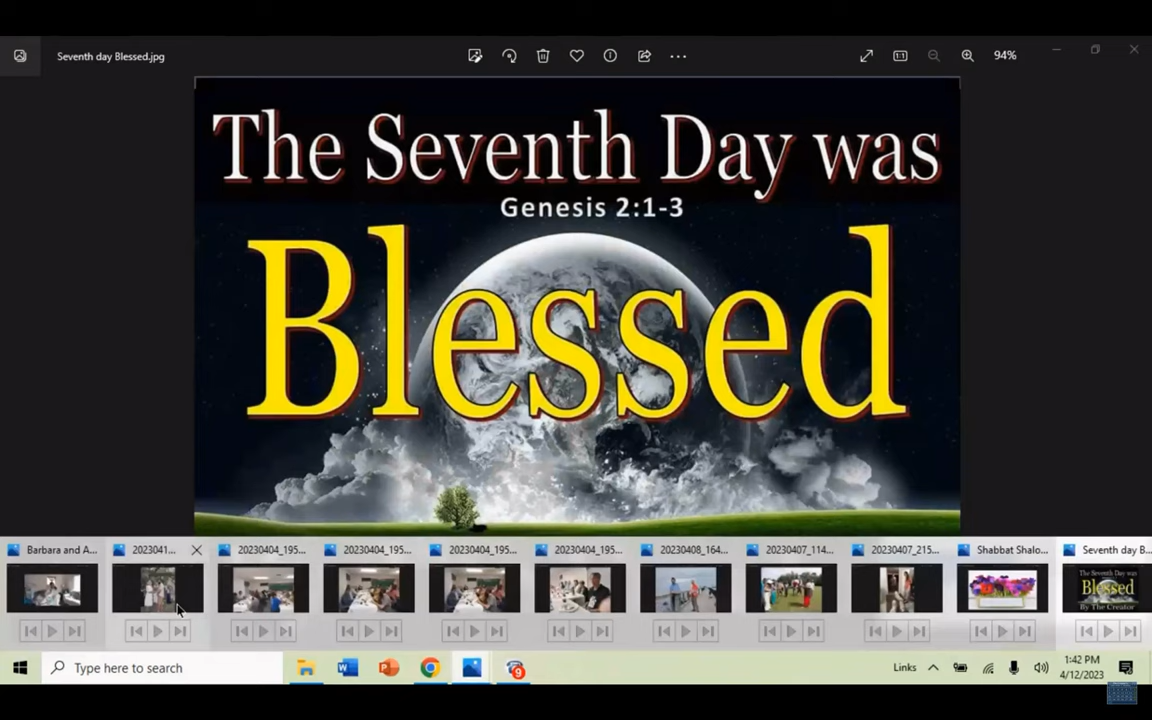 Seventh day Blessed.jpg
94%
The Seventh Day was
Genesis 2:1-3
Blessed
Barbara and A...
2023041...
20230404_195...
20230404_195...
20230404_195...
20230404_195...
20230408_164...
20230407_114...
20230407_215...
Shabbat Shalo...
Seventh day B...
The Seventh Day was
Blessed
By The Creator
Type here to search
Links
1:42 PM
4/12/2023